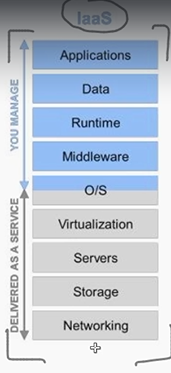 IaaS
Applications
Data
Runtime
Middleware
O/S
Virtualization
Servers
Storage
Networking
YOU MANAGE
DELIVERED AS A SERVICE